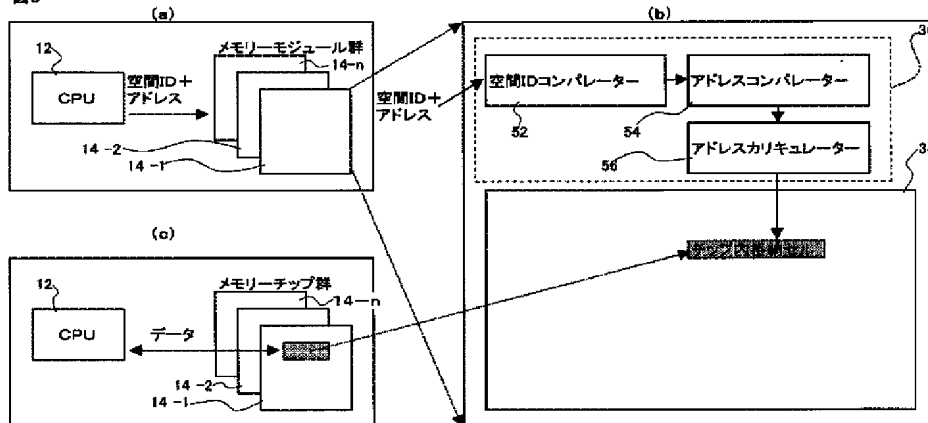 (a)
12
CPU
空間ID+
アドレス
メモリーモジュール群
14-n
14-2
14-1
(b)
空間ID+
アドレス
空間IDコンパレーター
52
アドレスコンパレーター
54
アドレスカリキュレーター
56
(c)
12
CPU
データ
メモリーチップ群
14-n
14-2
14-1